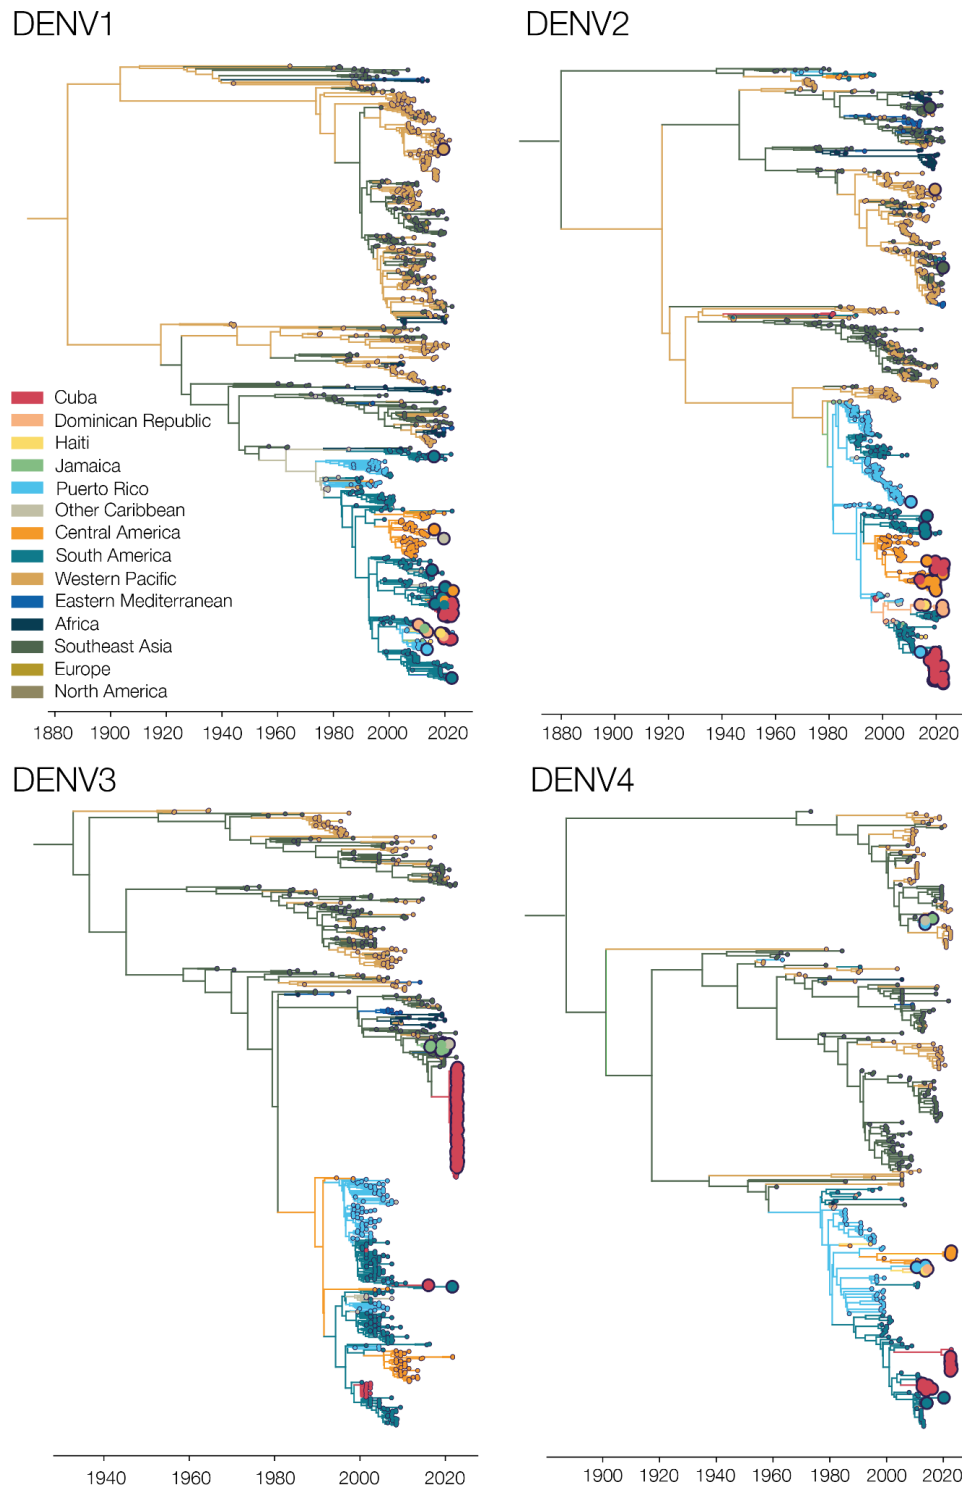 DENV1
DENV2
Cuba
Dominican Republic
Haiti
Jamaica
Puerto Rico
Other Caribbean
Central America
South America
Western Pacific
Eastern Mediterranean
Africa
Southeast Asia
Europe
North America
1880 1900 1920 1940 1960 1980 2000 2020
1880 1900 1920 1940 1960 1980 2000 2020
DENV3
DENV4
1940 1960 1980 2000 2020
1900 1920 1940 1960 1980 2000 2020